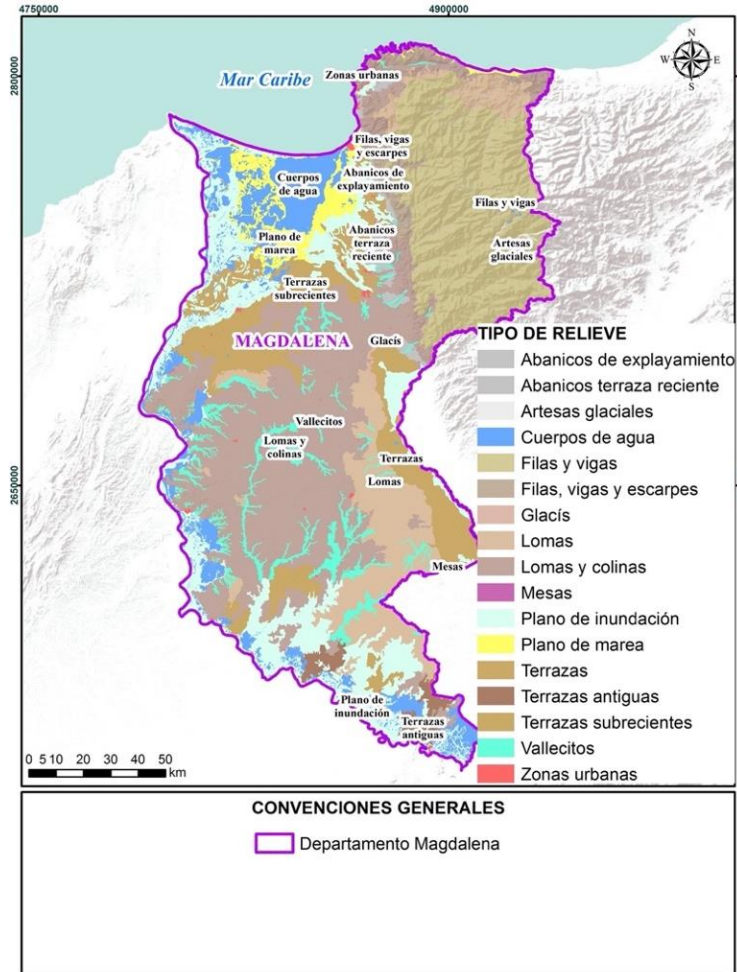 4750000
4900000
2800000
2650000
N
W
E
S
Mar Caribe
Zonas urbanas
Filas, vigas
y escarpes
Cuerpos
de agua
Abanicos de
explayamiento
Filas y vigas
Plano de
marea
Abanicos
terraza
reciente
Artesas
glaciales
Terrazas
subrecientes
MAGDALENA
Glacís
Vallecitos
Lomas y
colinas
Terrazas
Lomas
Mesas
Plano de
inundación
Terrazas
antiguas
0 5 10 20 30 40 50
km
TIPO DE RELIEVE
Abanicos de explayamiento
Abanicos terraza reciente
Artesas glaciales
Cuerpos de agua
Filas y vigas
Filas, vigas y escarpes
Glacís
Lomas
Lomas y colinas
Mesas
Plano de inundación
Plano de marea
Terrazas
Terrazas antiguas
Terrazas subrecientes
Vallecitos
Zonas urbanas
CONVENCIONES GENERALES
Departamento Magdalena